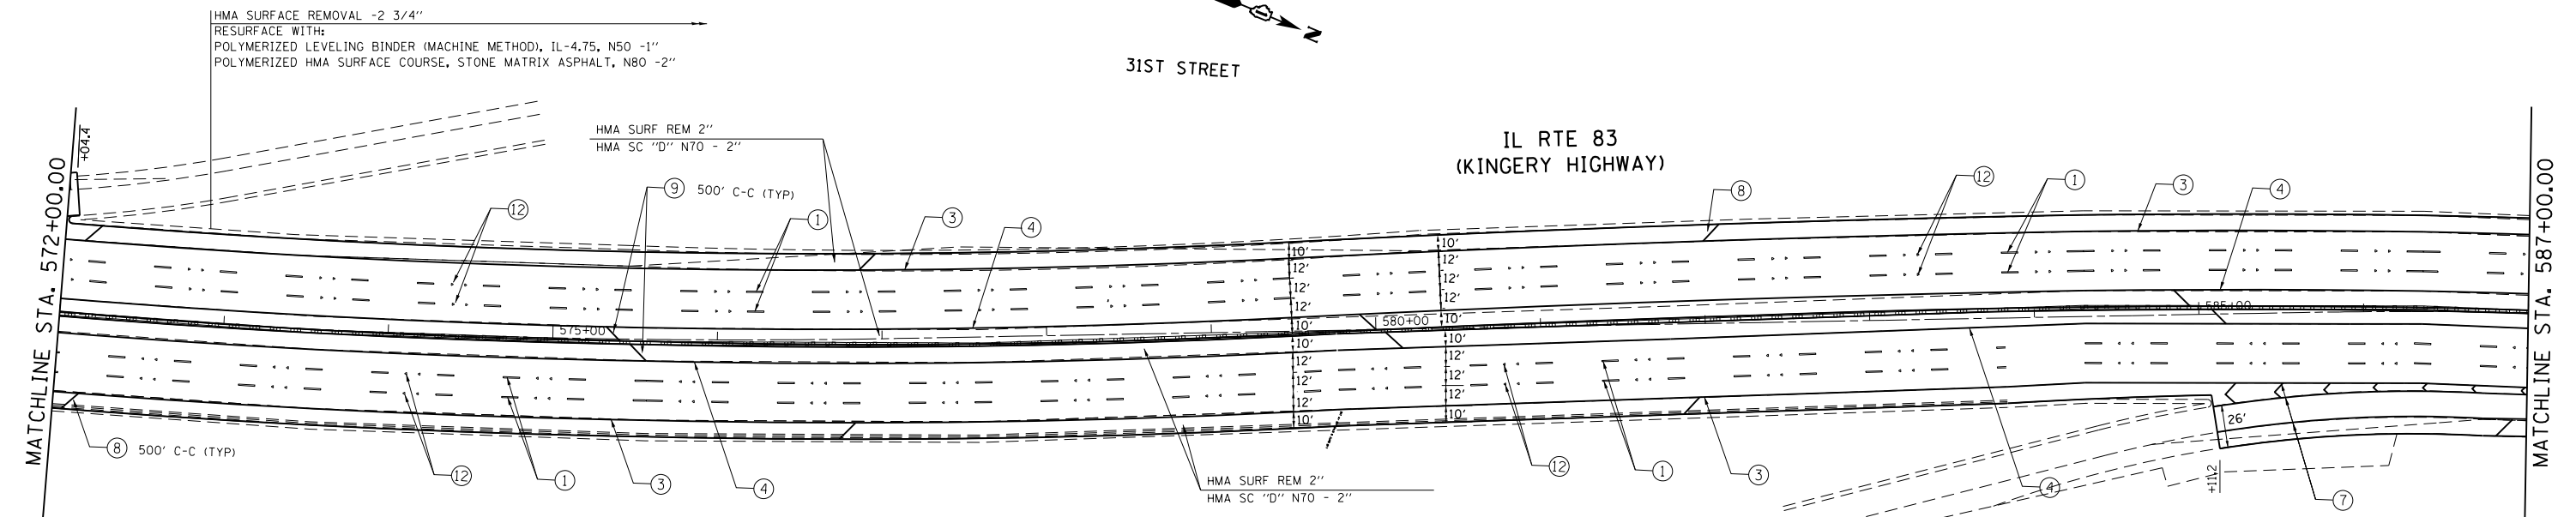 HMA SURFACE REMOVAL -2 3/4"
RESURFACE WITH:
POLYMERIZED LEVELING BINDER (MACHINE METHOD), IL-4.75, N50 -1"
POLYMERIZED HMA SURFACE COURSE, STONE MATRIX ASPHALT, N80 -2"
N
31ST STREET
IL RTE 83
(KINGERY HIGHWAY)
HMA SURF REM 2"
HMA SC "D" N70 - 2"
+04.4
MATCHLINE STA. 572+00.00
MATCHLINE STA. 587+00.00
9 500' C-C (TYP)
12
1
3
4
8
12
1
3
4
10'
12'
12'
12'
10'
10'
12'
12'
12'
10'
10'
12'
12'
12'
10'
10'
12'
12'
12'
10'
575+00
580+00
585+00
8 500' C-C (TYP)
12
1
3
4
HMA SURF REM 2"
HMA SC "D" N70 - 2"
12
1
3
4
26'
+11.2
7